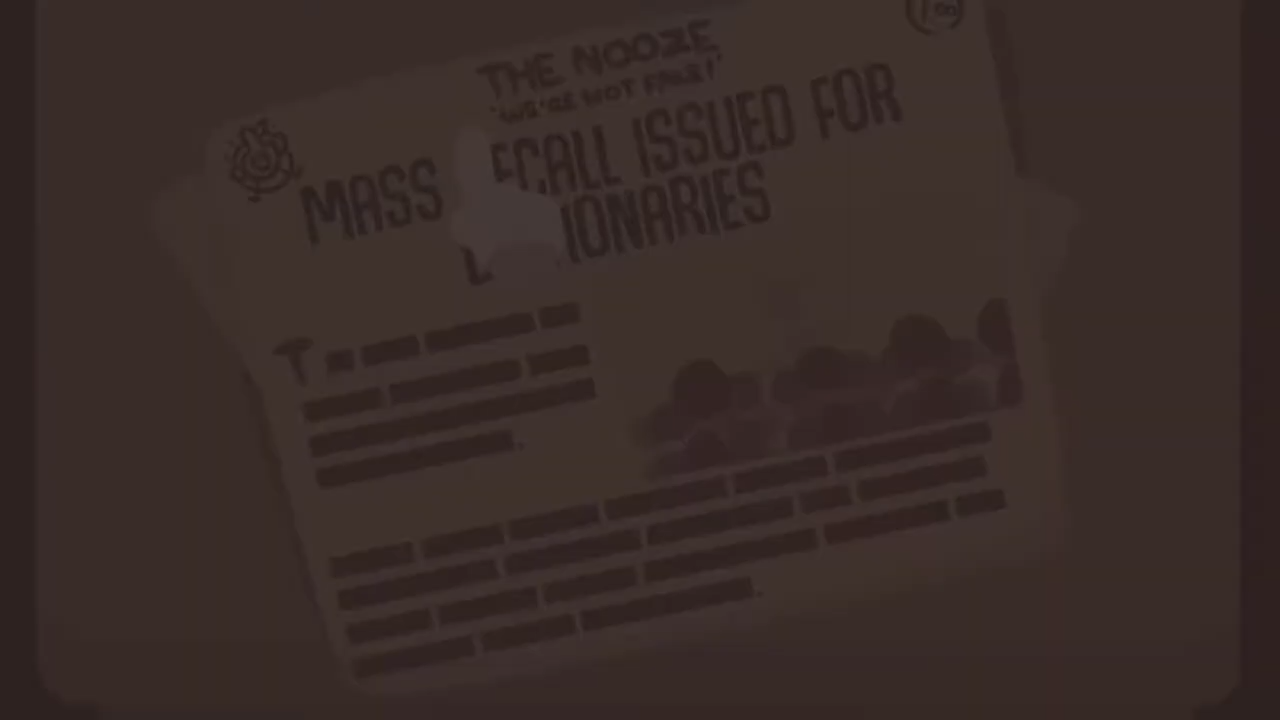 THE NOOZE
"WE'RE NOT FAKE!"
MASS ECALL ISSUED FOR
L IONARIES